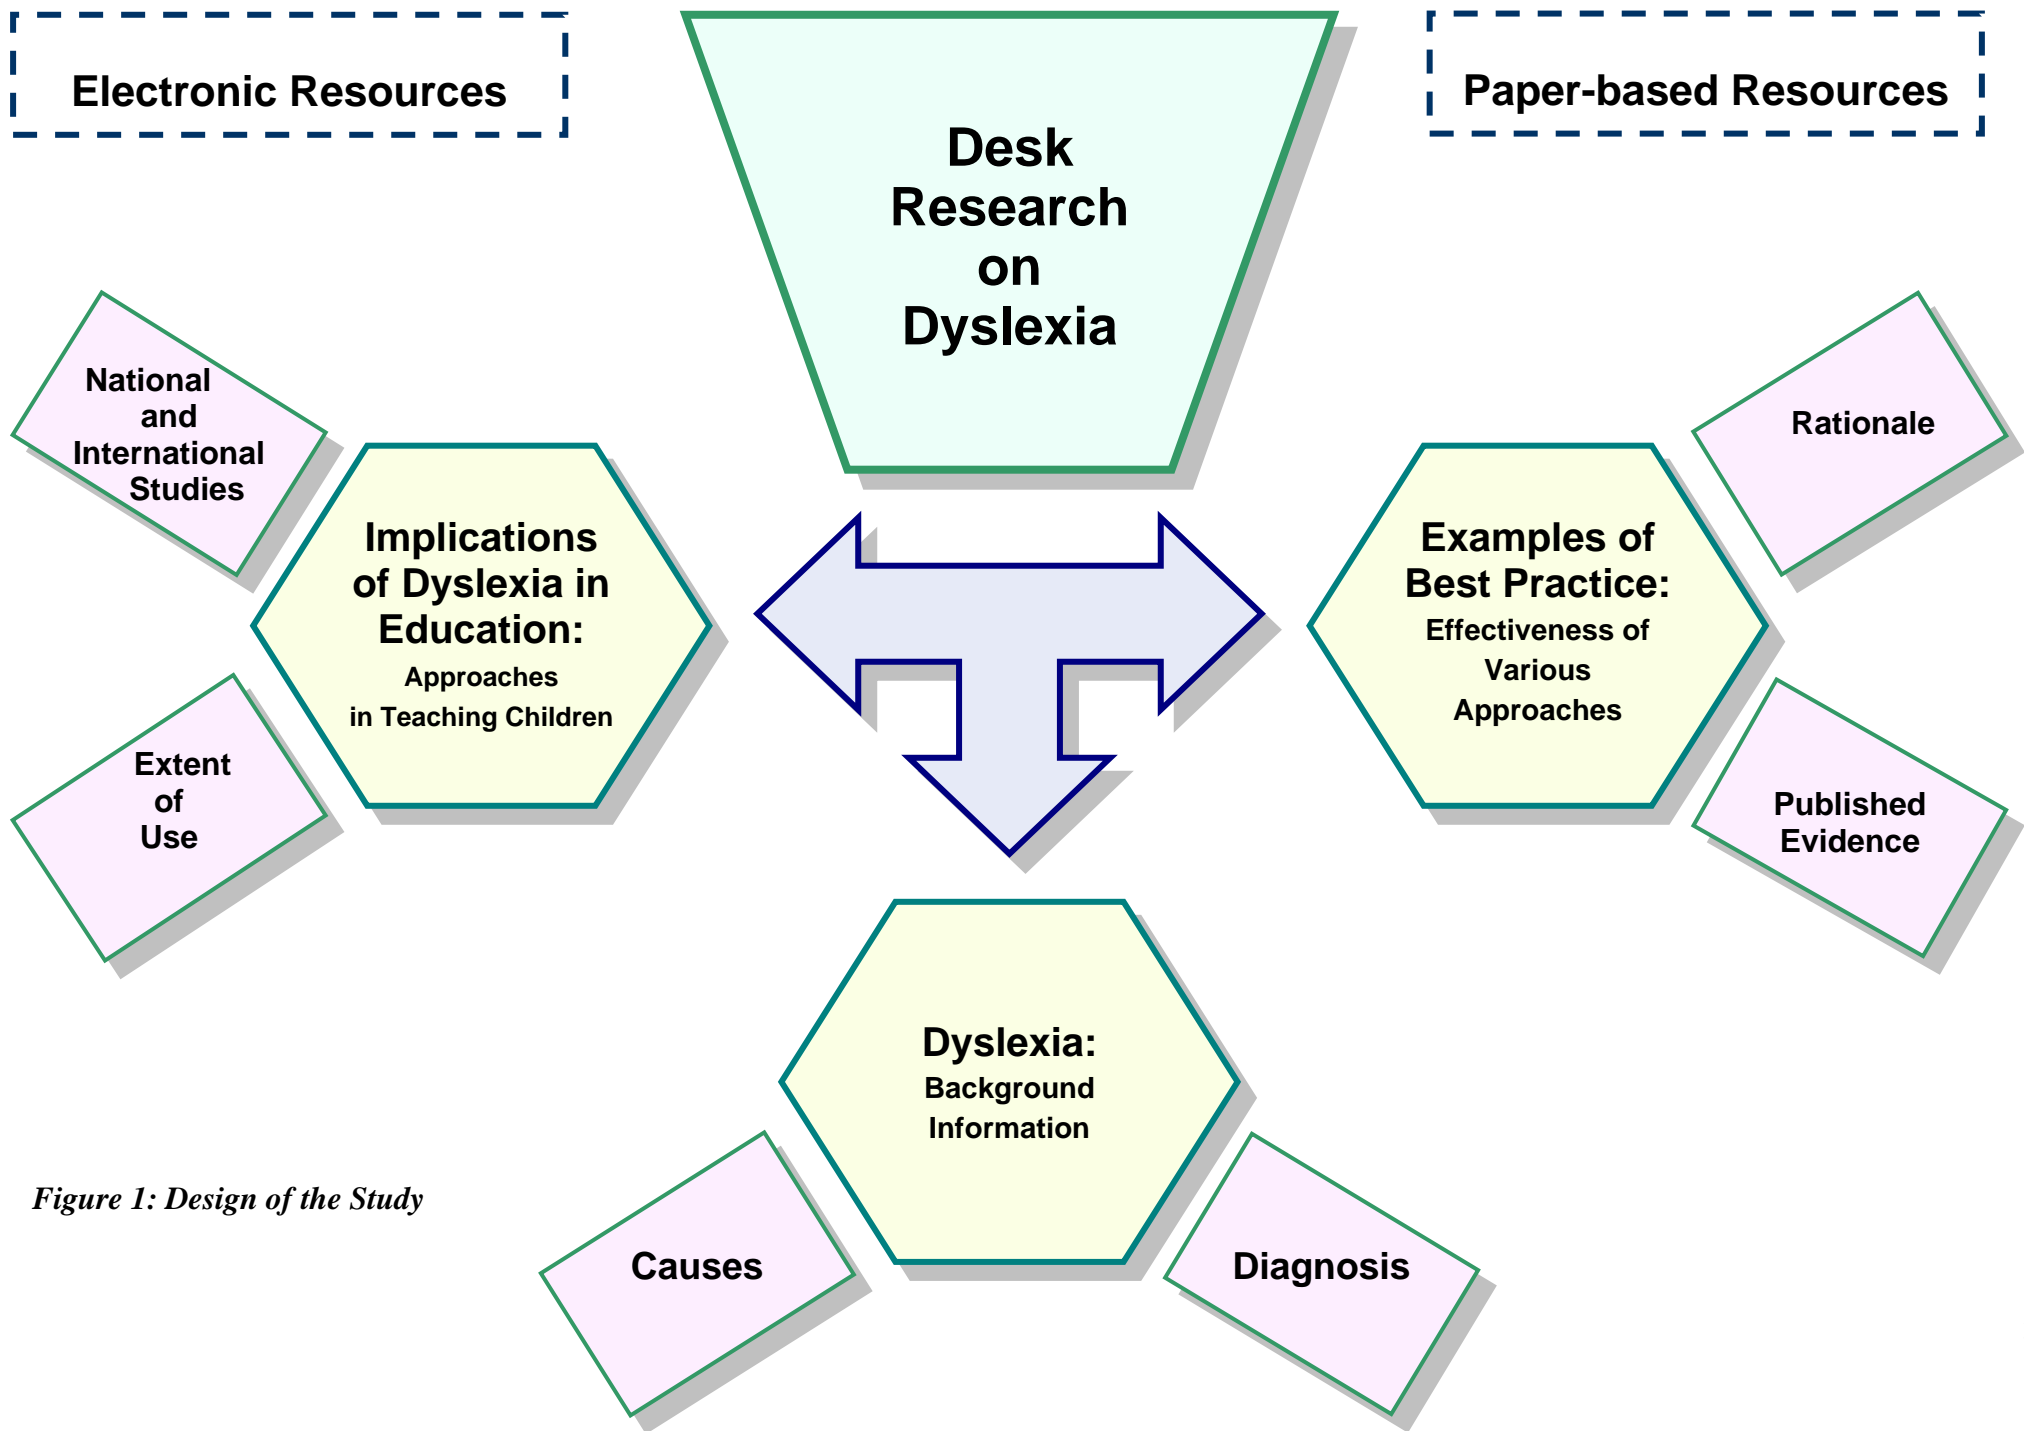 Electronic Resources
Desk
Research
on
Dyslexia
Paper-based Resources
National
and
International
Studies
Extent
of
Use
Implications
of Dyslexia in
Education:
Approaches
in Teaching Children
Examples of
Best Practice:
Effectiveness of
Various
Approaches
Rationale
Published
Evidence
Dyslexia:
Background
Information
Causes
Diagnosis
Figure 1: Design of the Study